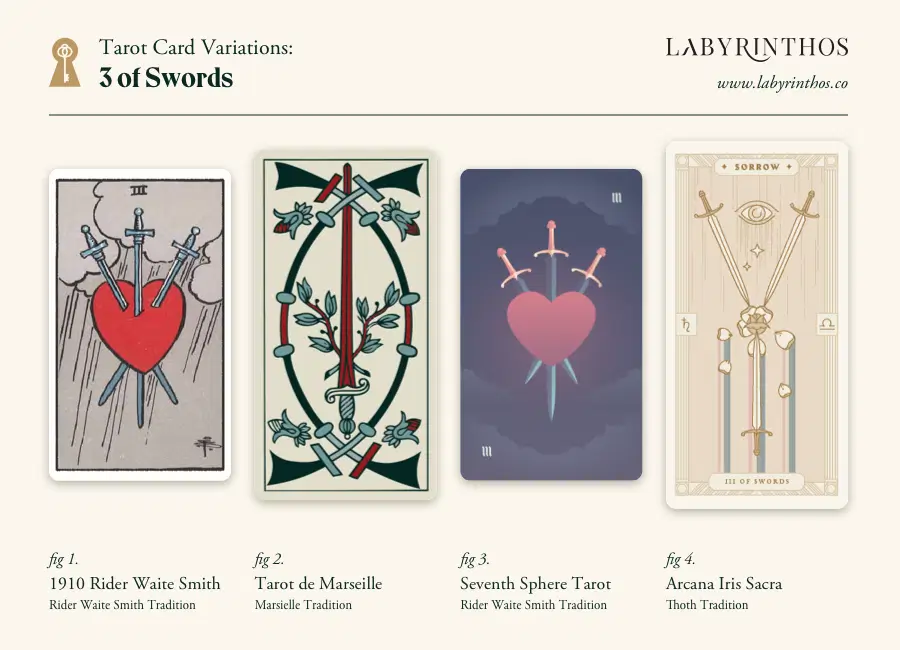 Tarot Card Variations:
3 of Swords
LABYRINTHOS
www.labyrinthos.co
III
III
III
SORROW
III OF SWORDS
fig 1.
1910 Rider Waite Smith
Rider Waite Smith Tradition
fig 2.
Tarot de Marseille
Marsielle Tradition
fig 3.
Seventh Sphere Tarot
Rider Waite Smith Tradition
fig 4.
Arcana Iris Sacra
Thoth Tradition